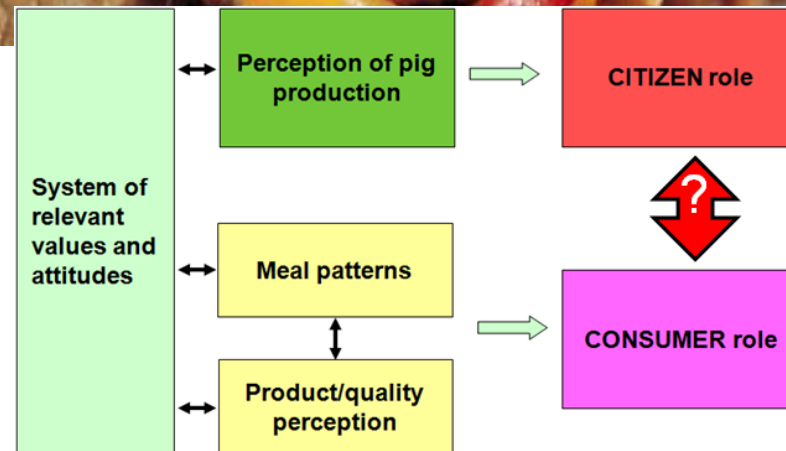 Perception of pig
production
CITIZEN role
System of
relevant
values and
attitudes
?
Meal patterns
CONSUMER role
Product/quality
perception